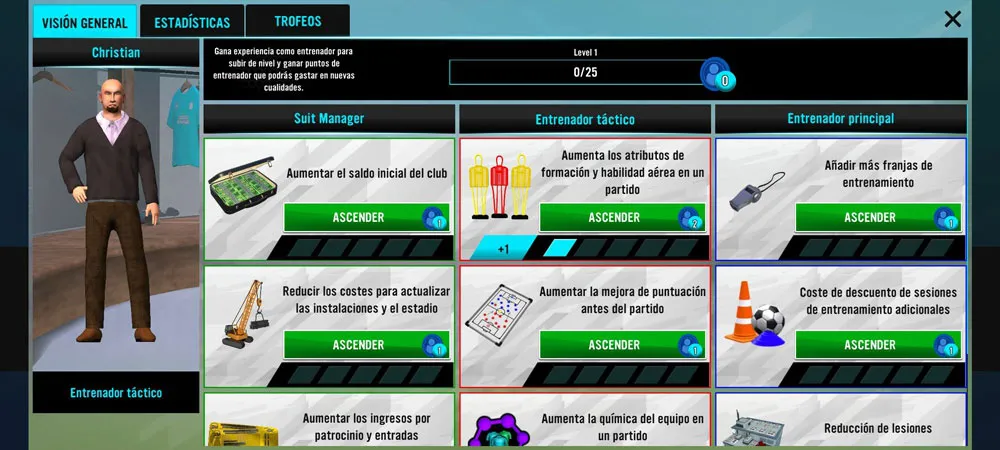 VISIÓN GENERAL
ESTADÍSTICAS
TROFEOS
Christian
Gana experiencia como entrenador para
subir de nivel y ganar puntos de
entrenador que podrás gastar en nuevas
cualidades.
Level 1
0/25
0
Suit Manager
Entrenador táctico
Entrenador principal
Aumentar el saldo inicial del club
ASCENDER
1
Aumenta los atributos de
formación y habilidad aérea en un
partido
ASCENDER
2
+1
Añadir más franjas de
entrenamiento
ASCENDER
1
Reducir los costes para actualizar
las instalaciones y el estadio
ASCENDER
1
Aumentar la mejora de puntuación
antes del partido
ASCENDER
1
Coste de descuento de sesiones
de entrenamiento adicionales
ASCENDER
1
Entrenador táctico
Aumentar los ingresos por
patrocinio y entradas
Aumenta la química del equipo en
un partido
Reducción de lesiones